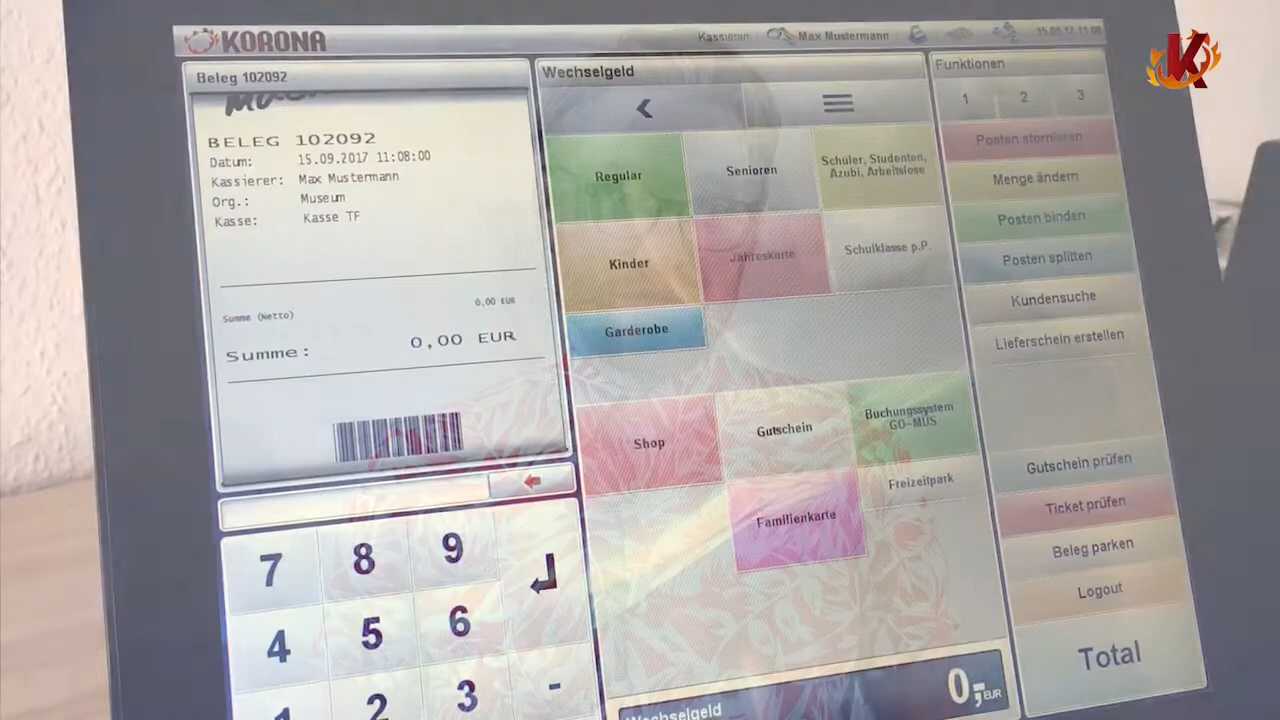 KORONA
Kassieren
Max Mustermann
Beleg 102092
BELEG 102092
Datum: 15.09.2017 11:08:00
Kassierer: Max Mustermann
Org.: Museum
Kasse: Kasse TF
Summe (Netto) 0,00 EUR
Summe: 0,00 EUR
7 8 9
4 5 6
1 2 3 -
Wechselgeld
Regular
Senioren
Schüler, Studenten,
Azubi, Arbeitslose
Kinder
Jahreskarte
Schulklasse p.P.
Garderobe
Shop
Gutschein
Buchungssystem
GO-MUS
Freizeitpark
Familienkarte
Wechselgeld
0,- EUR
Funktionen
1 2 3
Posten stornieren
Menge ändern
Posten binden
Posten splitten
Kundensuche
Lieferschein erstellen
Gutschein prüfen
Ticket prüfen
Beleg parken
Logout
Total
K